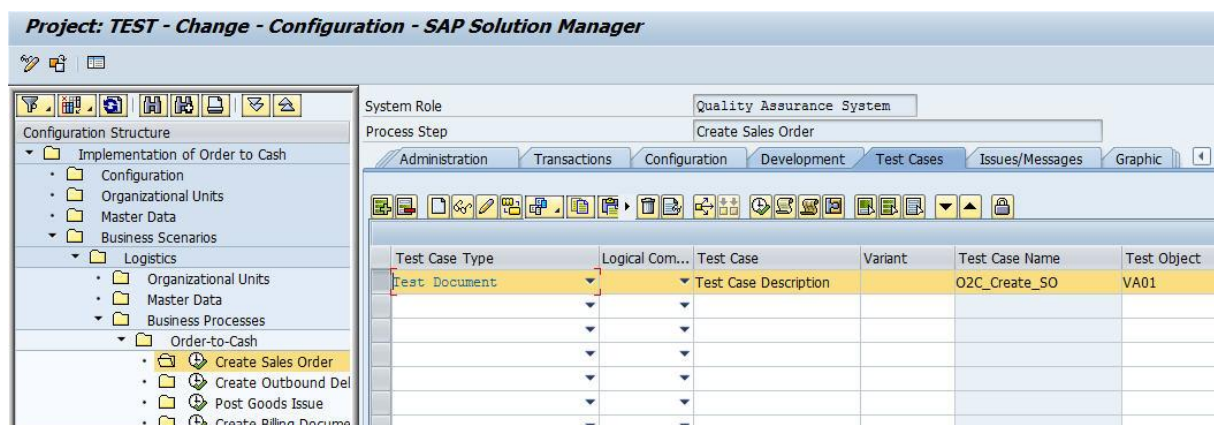 Project: TEST - Change - Configuration - SAP Solution Manager
Configuration Structure
Implementation of Order to Cash
Configuration
Organizational Units
Master Data
Business Scenarios
Logistics
Organizational Units
Master Data
Business Processes
Order-to-Cash
Create Sales Order
Create Outbound Del
Post Goods Issue
Create Billing Docume
System Role Quality Assurance System
Process Step Create Sales Order
Administration Transactions Configuration Development Test Cases Issues/Messages Graphic
Test Case Type Logical Com... Test Case Variant Test Case Name Test Object
Test Document Test Case Description O2C_Create_SO VA01